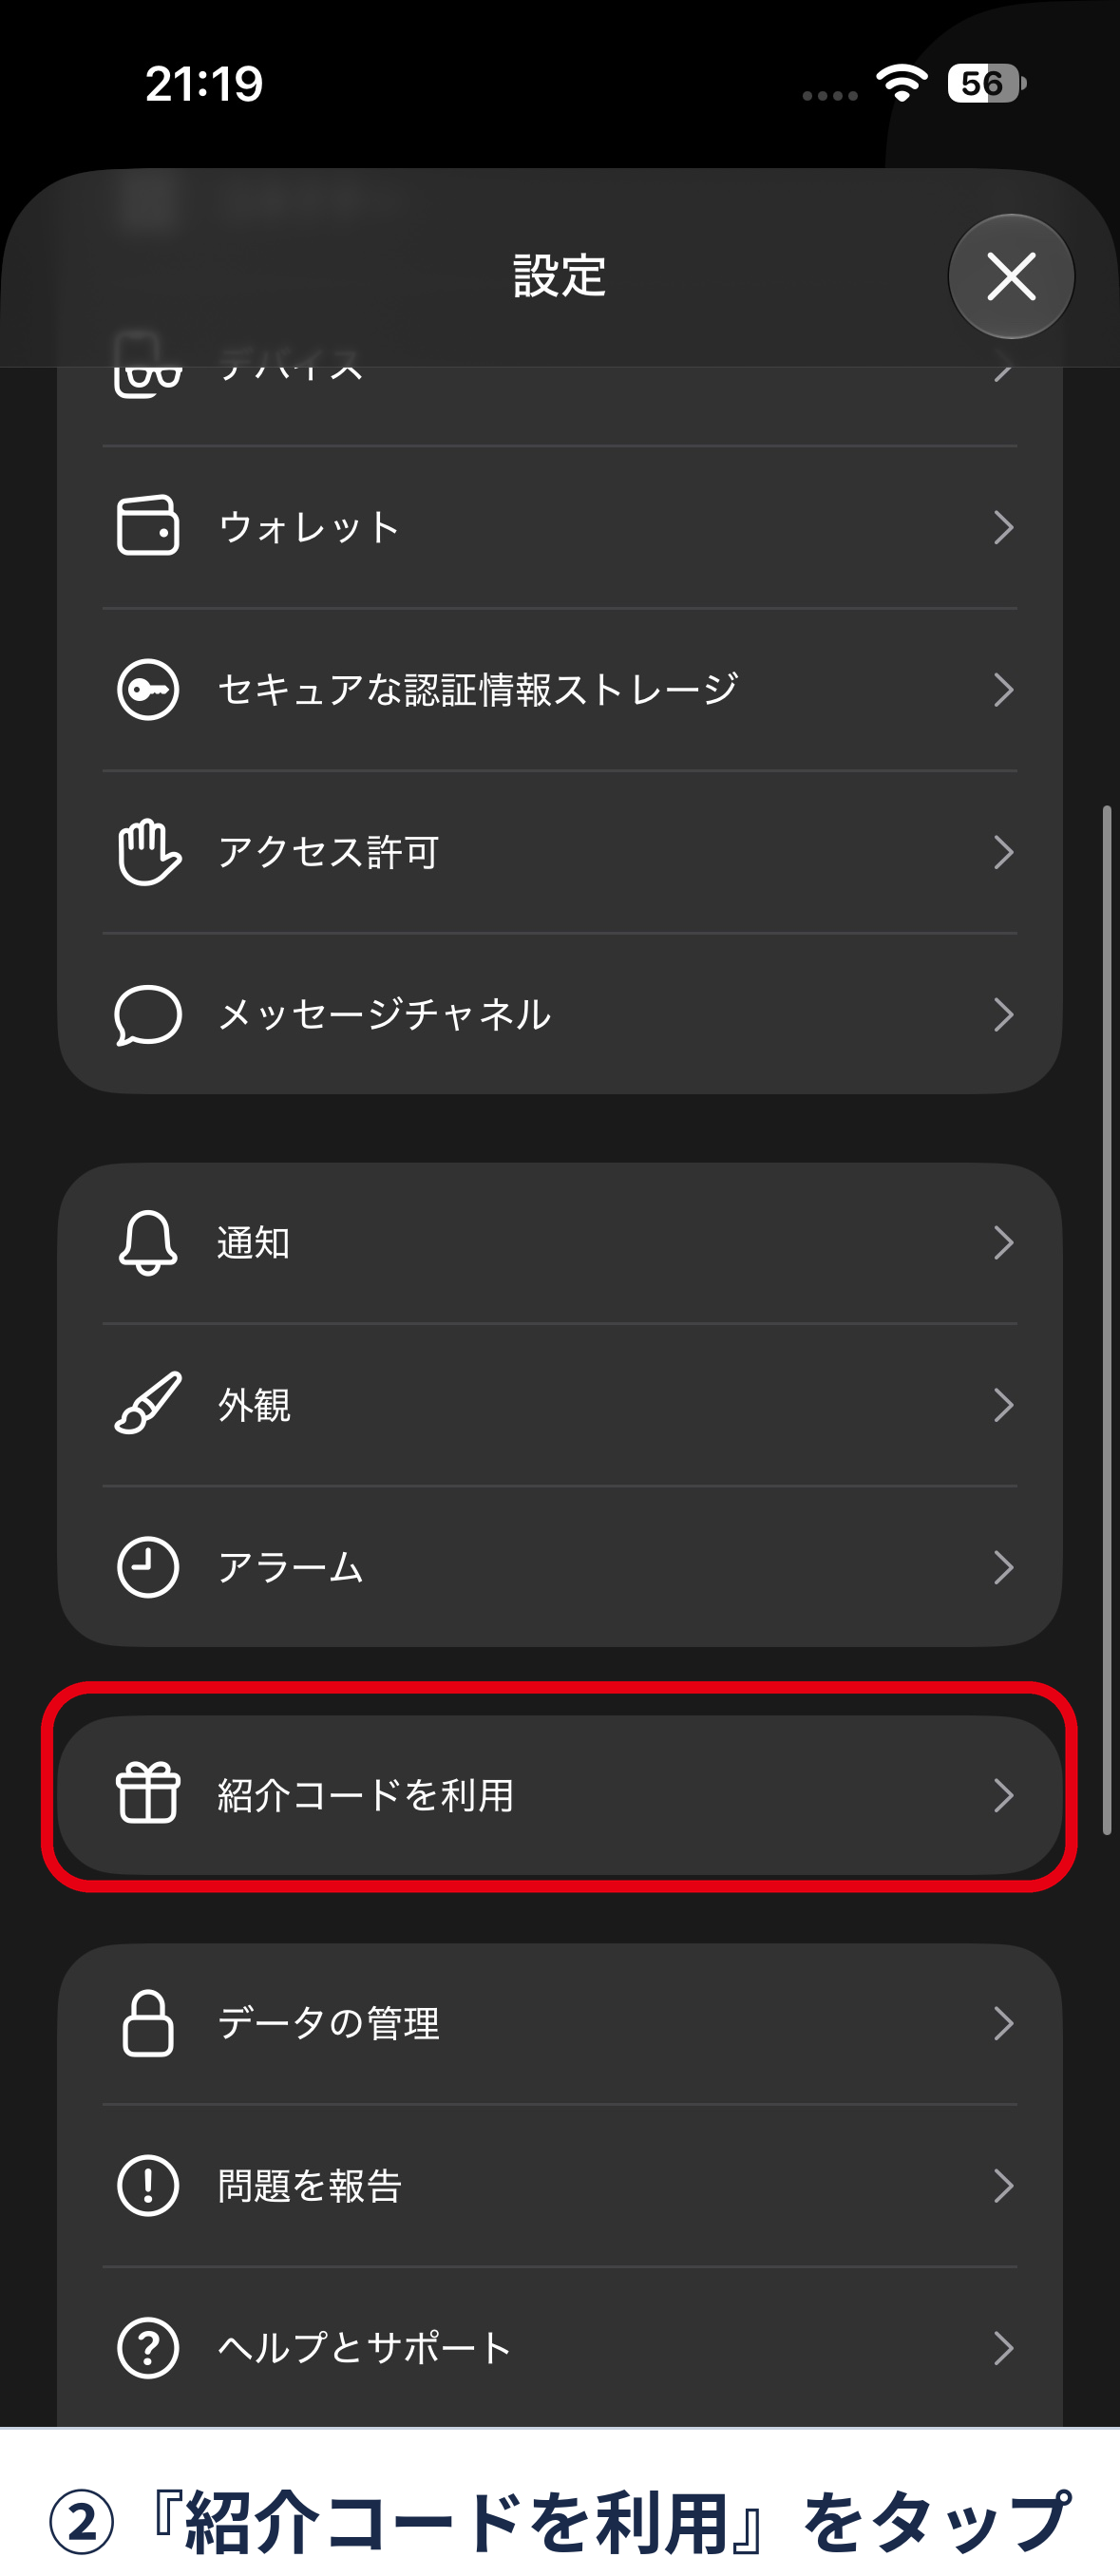 21:19
56
設定
デバイス
ウォレット
セキュアな認証情報ストレージ
アクセス許可
メッセージチャネル
通知
外観
アラーム
紹介コードを利用
データの管理
問題を報告
ヘルプとサポート
②『紹介コードを利用』をタップ